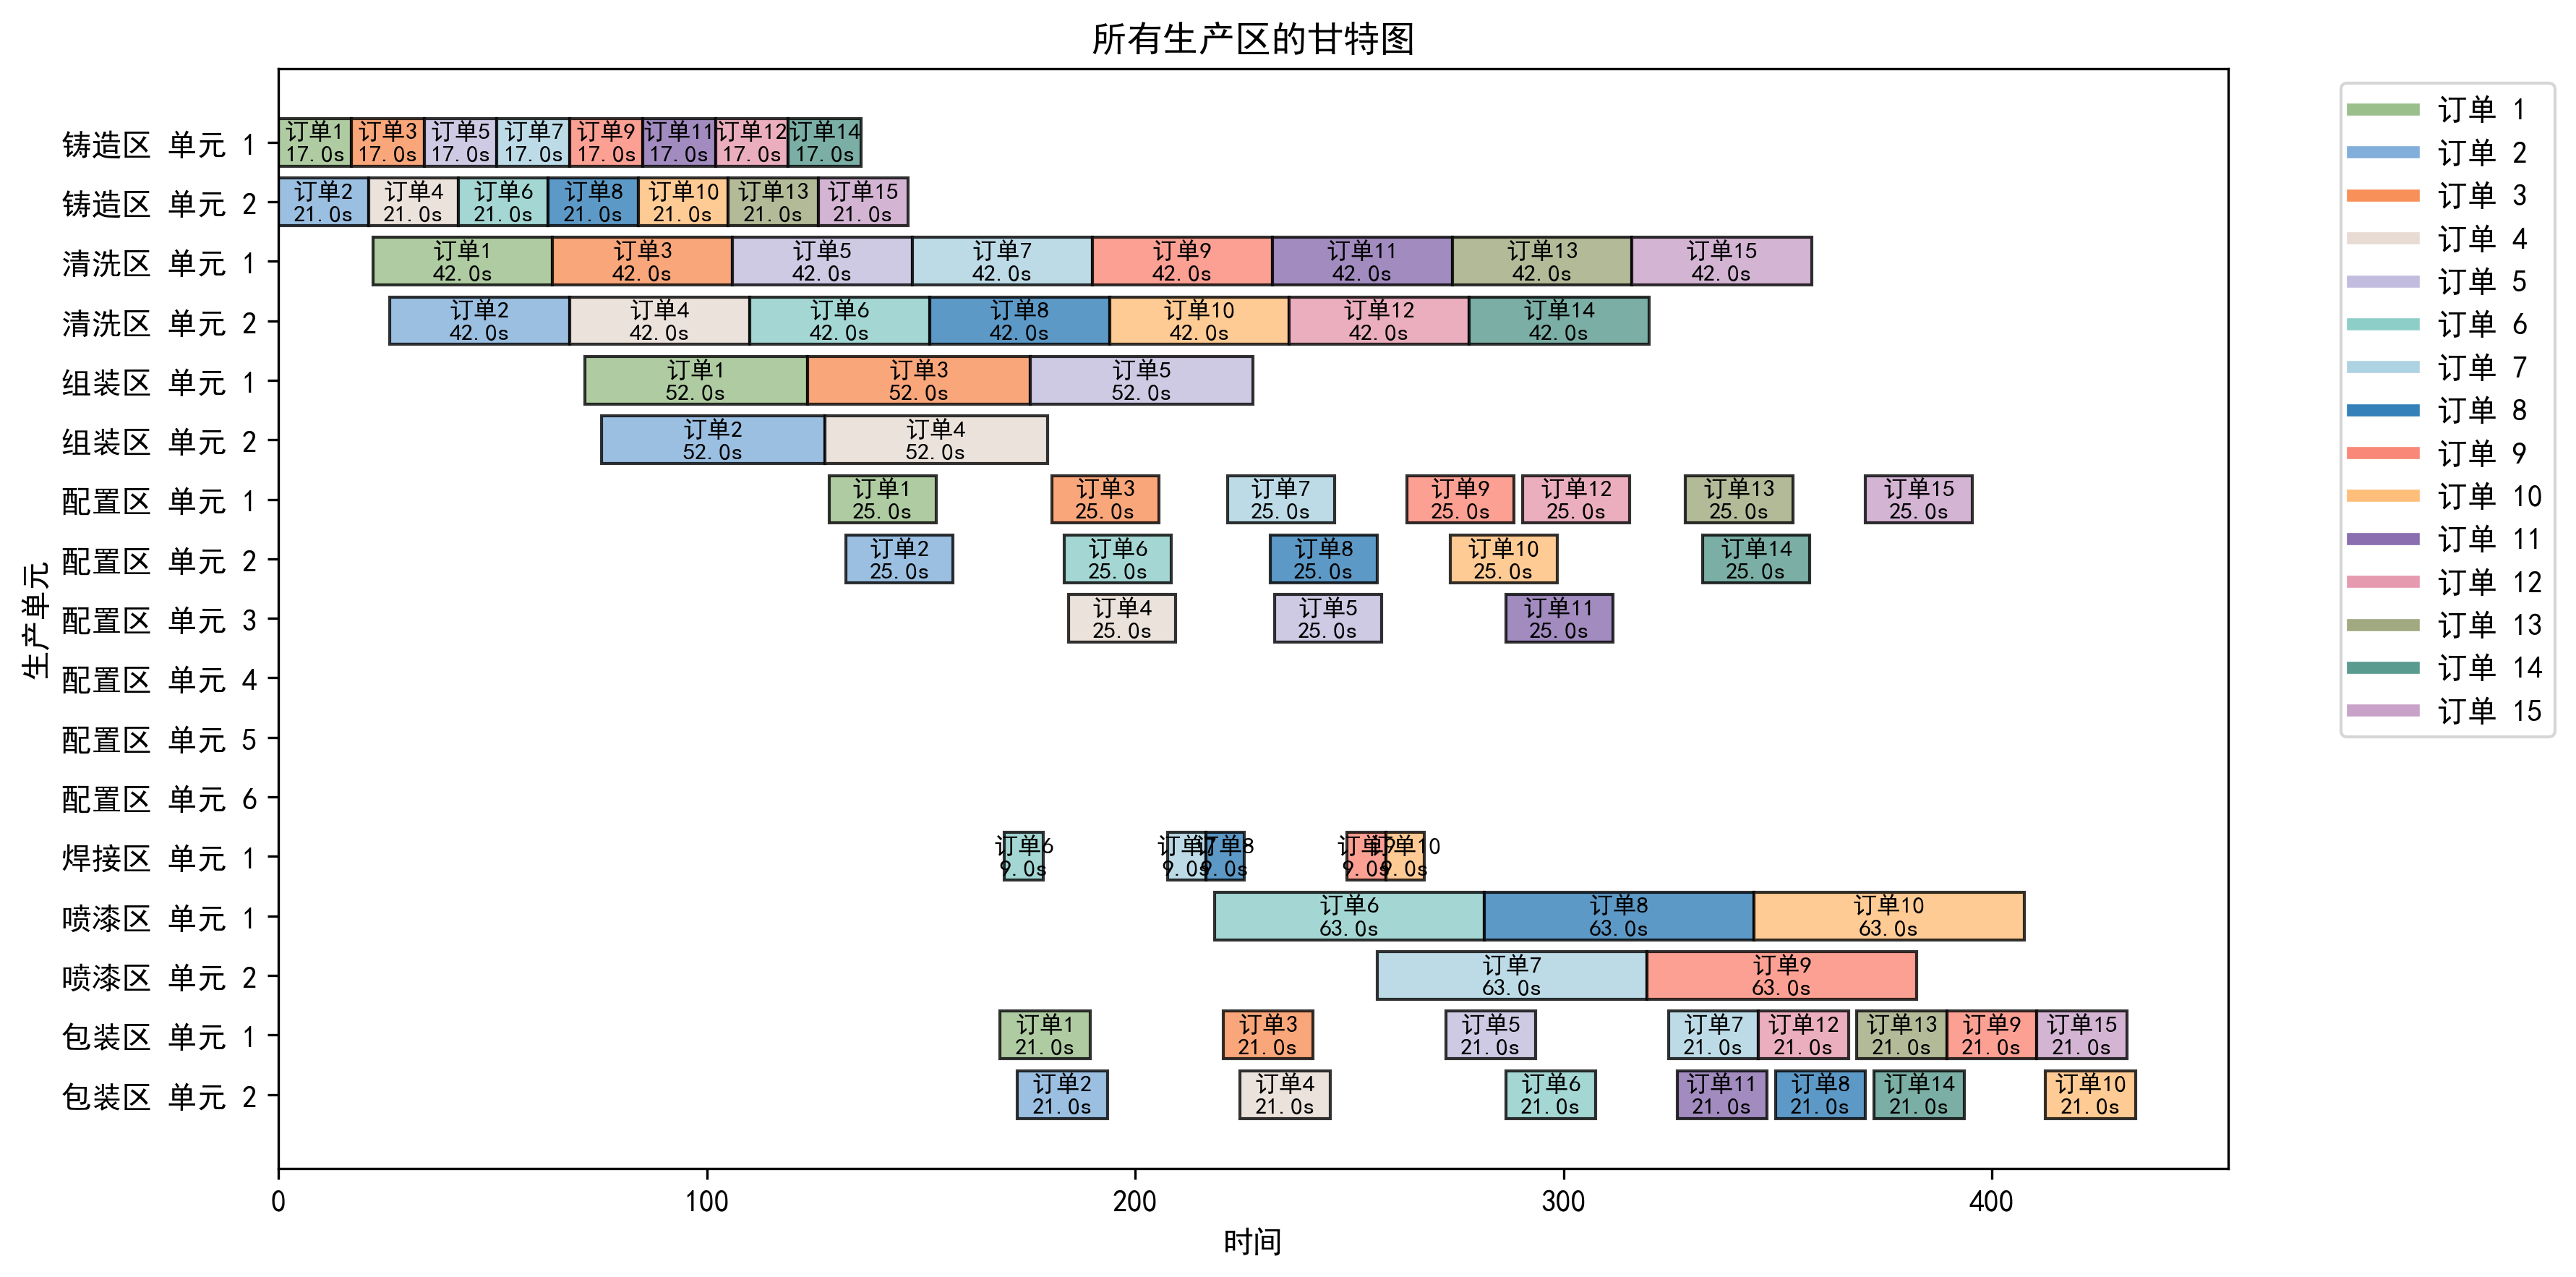 所有生产区的甘特图
铸造区 单元 1
订单1 订单3 订单5 订单7 订单9 订单11 订单12 订单14
17.0s 17.0s 17.0s 17.0s 17.0s 17.0s 17.0s 17.0s
铸造区 单元 2
订单2 订单4 订单6 订单8 订单10 订单13 订单15
21.0s 21.0s 21.0s 21.0s 21.0s 21.0s 21.0s
清洗区 单元 1
订单1 订单3 订单5 订单7 订单9 订单11 订单13 订单15
42.0s 42.0s 42.0s 42.0s 42.0s 42.0s 42.0s 42.0s
清洗区 单元 2
订单2 订单4 订单6 订单8 订单10 订单12 订单14
42.0s 42.0s 42.0s 42.0s 42.0s 42.0s 42.0s
组装区 单元 1
订单1 订单3 订单5
52.0s 52.0s 52.0s
组装区 单元 2
订单2 订单4
52.0s 52.0s
配置区 单元 1
订单1 订单3 订单7 订单9 订单12 订单13 订单15
25.0s 25.0s 25.0s 25.0s 25.0s 25.0s 25.0s
配置区 单元 2
订单2 订单6 订单8 订单10 订单14
25.0s 25.0s 25.0s 25.0s 25.0s
配置区 单元 3
订单4 订单5 订单11
25.0s 25.0s 25.0s
配置区 单元 4
配置区 单元 5
配置区 单元 6
焊接区 单元 1
订单6 订单7 订单8 订单9 订单10
9.0s 9.0s 9.0s 9.0s 9.0s
喷漆区 单元 1
订单6 订单8 订单10
63.0s 63.0s 63.0s
喷漆区 单元 2
订单7 订单9
63.0s 63.0s
包装区 单元 1
订单1 订单3 订单5 订单7 订单12 订单13 订单9 订单15
21.0s 21.0s 21.0s 21.0s 21.0s 21.0s 21.0s 21.0s
包装区 单元 2
订单2 订单4 订单6 订单11 订单8 订单14 订单10
21.0s 21.0s 21.0s 21.0s 21.0s 21.0s 21.0s
生产单元
0 100 200 300 400
时间
订单 1
订单 2
订单 3
订单 4
订单 5
订单 6
订单 7
订单 8
订单 9
订单 10
订单 11
订单 12
订单 13
订单 14
订单 15